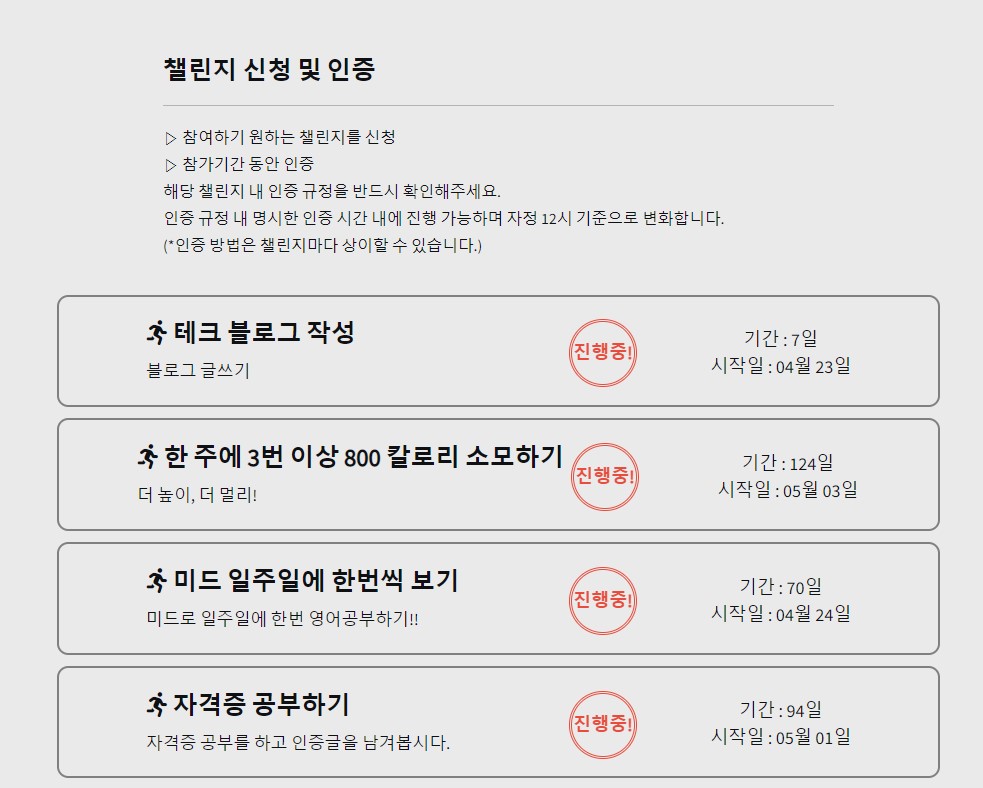 챌린지 신청 및 인증
▷ 참여하기 원하는 챌린지를 신청
▷ 참가기간 동안 인증
해당 챌린지 내 인증 규정을 반드시 확인해주세요.
인증 규정 내 명시한 인증 시간 내에 진행 가능하며 자정 12시 기준으로 변화합니다.
(*인증 방법은 챌린지마다 상이할 수 있습니다.)
테크 블로그 작성
블로그 글쓰기
진행중!
기간 : 7일
시작일 : 04월 23일
한 주에 3번 이상 800 칼로리 소모하기
더 높이, 더 멀리!
진행중!
기간 : 124일
시작일 : 05월 03일
미드 일주일에 한번씩 보기
미드로 일주일에 한번 영어공부하기!!
진행중!
기간 : 70일
시작일 : 04월 24일
자격증 공부하기
자격증 공부를 하고 인증글을 남겨봅시다.
진행중!
기간 : 94일
시작일 : 05월 01일